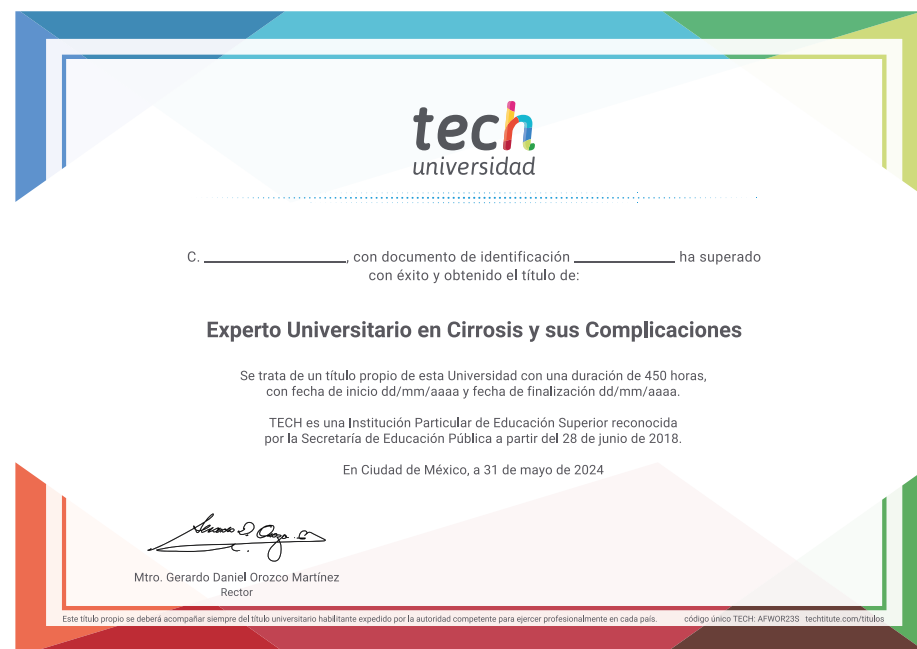 tech
universidad
C. ____________, con documento de identificación ____________ ha superado
con éxito y obtenido el título de:
Experto Universitario en Cirrosis y sus Complicaciones
Se trata de un título propio de esta Universidad con una duración de 450 horas,
con fecha de inicio dd/mm/aaaa y fecha de finalización dd/mm/aaaa.
TECH es una Institución Particular de Educación Superior reconocida
por la Secretaría de Educación Pública a partir del 28 de junio de 2018.
En Ciudad de México, a 31 de mayo de 2024
Mtro. Gerardo Daniel Orozco Martínez
Rector
Este título propio se deberá acompañar siempre del título universitario habilitante expedido por la autoridad competente para ejercer profesionalmente en cada país. código único TECH: AFWOR23S techtitute.com/titulos